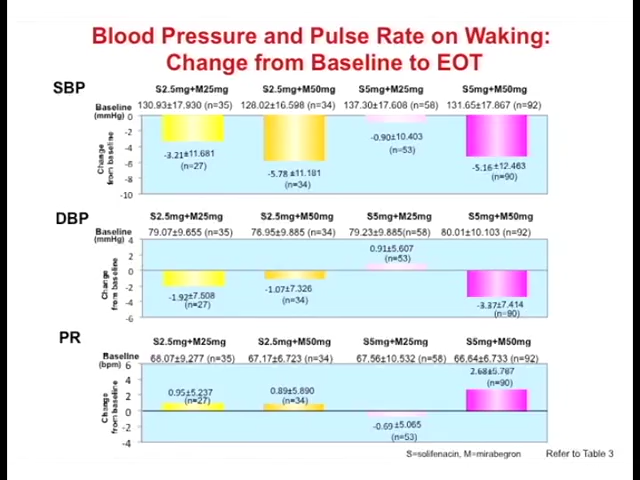 Blood Pressure and Pulse Rate on Waking:
Change from Baseline to EOT
SBP
S2.5mg+M25mg S2.5mg+M50mg S5mg+M25mg S5mg+M50mg
Baseline 130.93±17.930 (n=35) 128.02±16.598 (n=34) 137.30±17.608 (n=58) 131.65±17.867 (n=92)
(mmHg)
0
-2
-4
-6
-8
-10
Change
from baseline
-3.21±11.681
(n=27)
-5.78 ±11.181
(n=34)
-0.90±10.403
(n=53)
-5.16 ±12.463
(n=90)
DBP
S2.5mg+M25mg S2.5mg+M50mg S5mg+M25mg S5mg+M50mg
Baseline 79.07±9.655 (n=35) 76.95±9.885 (n=34) 79.23±9.885(n=58) 80.01±10.103 (n=92)
(mmHg)
4
2
0
-2
-4
-6
Change
from baseline
-1.92±7.508
(n=27)
-1.07±7.326
(n=34)
0.91±5.607
(n=53)
-3.37±7.414
(n=90)
PR
S2.5mg+M25mg S2.5mg+M50mg S5mg+M25mg S5mg+M50mg
Baseline 68.07±9.277 (n=35) 67.17±6.723 (n=34) 67.56±10.532 (n=58) 66.64±6.733 (n=92)
(bpm)
6
4
2
0
-2
-4
Change
from baseline
0.95±5.237
(n=27)
0.89±5.890
(n=34)
-0.69 ±5.065
(n=53)
2.68±5.787
(n=90)
S=solifenacin, M=mirabegron Refer to Table 3